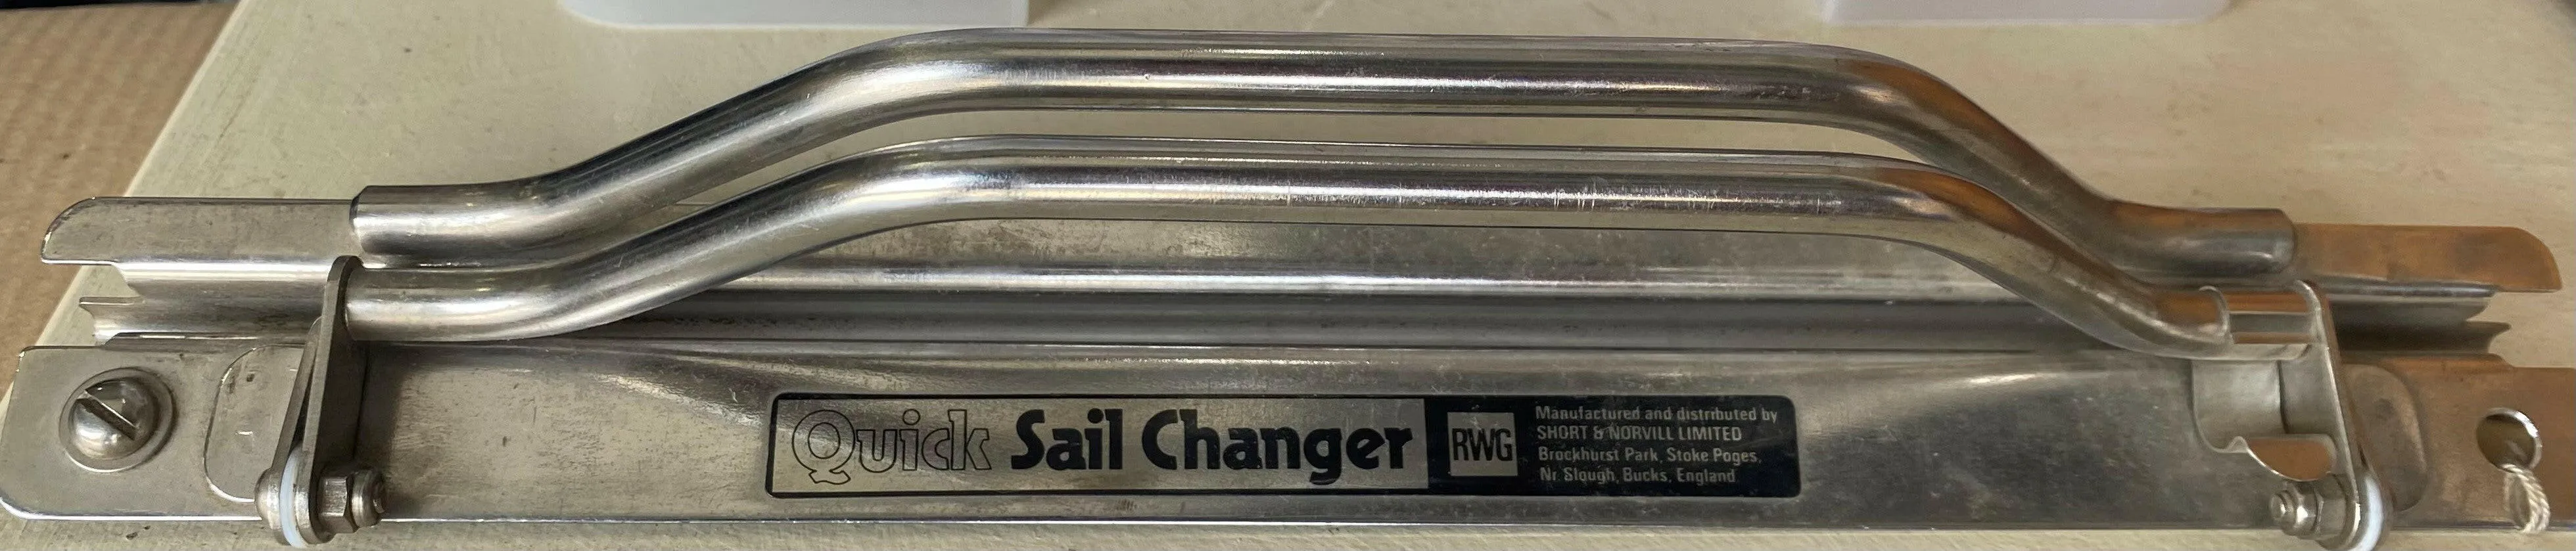 Quick Sail Changer
RWG
Manufactured and distributed by
SHORT & NORVILL LIMITED
Brockhurst Park, Stoke Poges,
Nr. Slough, Bucks, England